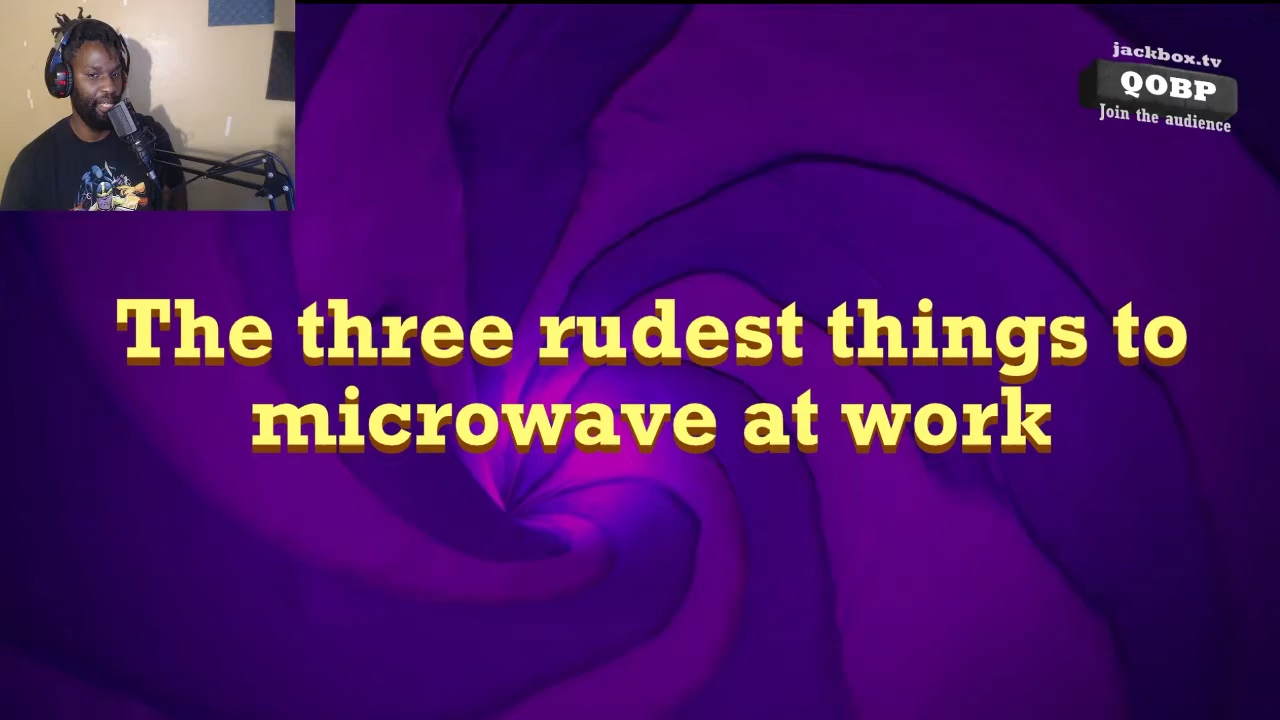 jackbox.tv
QOBP
Join the audience
The three rudest things to
microwave at work